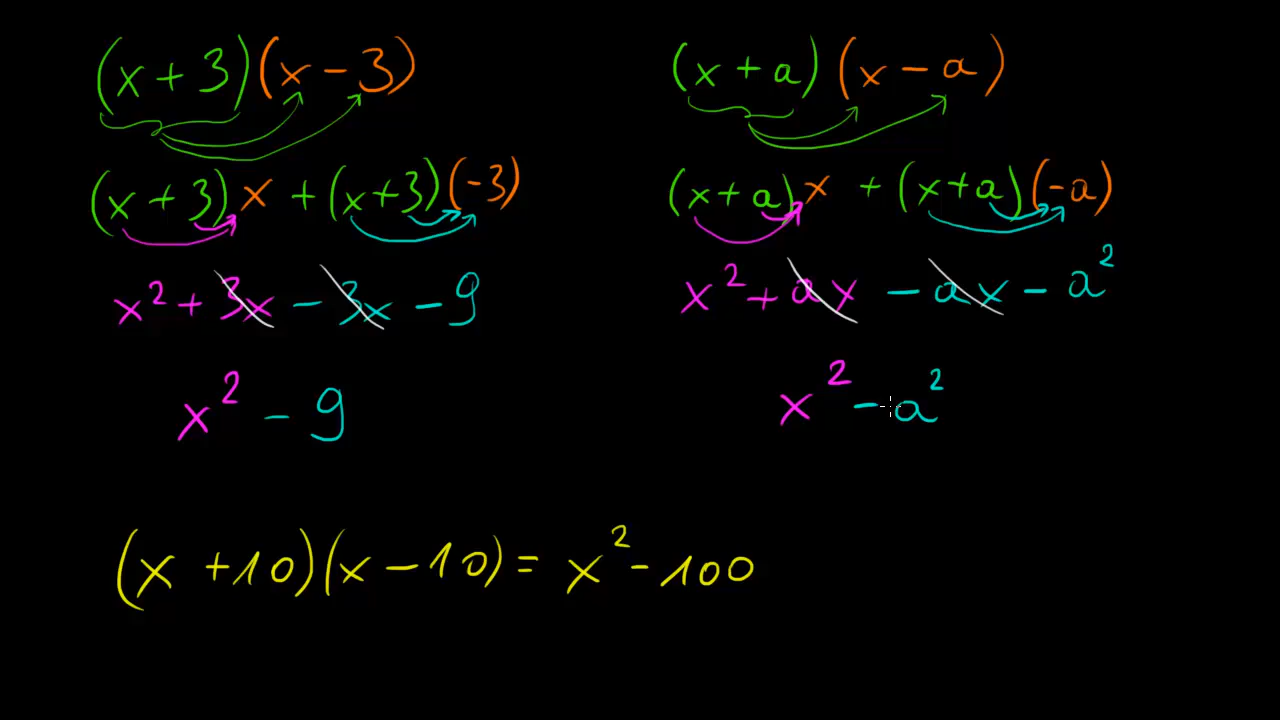 (x + 3)(x - 3)
(x + 3)x + (x+3)(-3)
x² + 3x - 3x - 9
x² - 9
(x + a)(x - a)
(x + a)x + (x+a)(-a)
x² + ax - ax - a²
x² - a²
(x +10)(x - 10) = x² - 100